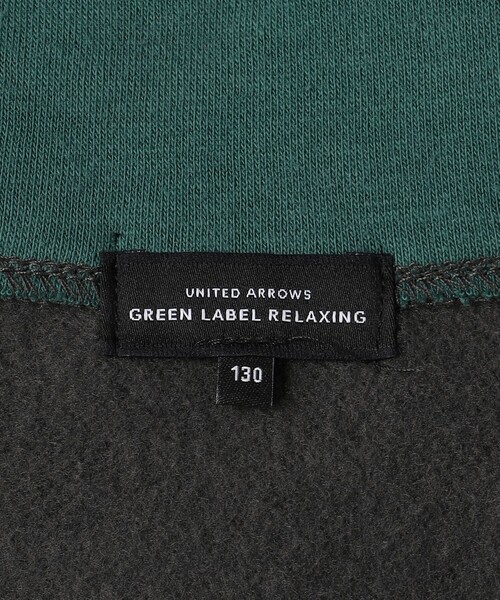 UNITED ARROWS
GREEN LABEL RELAXING
130